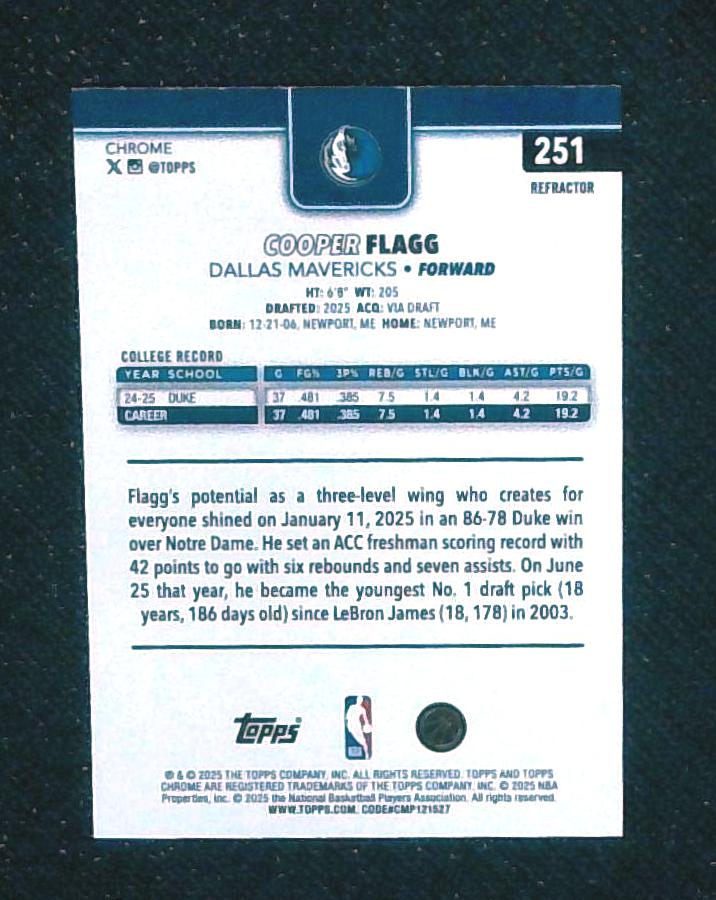 CHROME
@TOPPS
251
REFRACTOR
COOPER FLAGG
DALLAS MAVERICKS • FORWARD
HT: 6'8" WT: 205
DRAFTED: 2025 ACQ: VIA DRAFT
BORN: 12-21-06, NEWPORT, ME HOME: NEWPORT, ME
COLLEGE RECORD
YEAR SCHOOL G FG% 3P% REB/G STL/G BLK/G AST/G PTS/G
24-25 DUKE 37 .481 .385 7.5 1.4 1.4 4.2 19.2
CAREER 37 .481 .385 7.5 1.4 1.4 4.2 19.2
Flagg's potential as a three-level wing who creates for
everyone shined on January 11, 2025 in an 86-78 Duke win
over Notre Dame. He set an ACC freshman scoring record with
42 points to go with six rebounds and seven assists. On June
25 that year, he became the youngest No. 1 draft pick (18
years, 186 days old) since LeBron James (18, 178) in 2003.
Topps
NBA
® & © 2025 THE TOPPS COMPANY, INC. ALL RIGHTS RESERVED. TOPPS AND TOPPS
CHROME ARE REGISTERED TRADEMARKS OF THE TOPPS COMPANY, INC. © 2025 NBA
Properties, Inc. © 2025 the National Basketball Players Association. All rights reserved.
WWW.TOPPS.COM. CODE#CMP121527